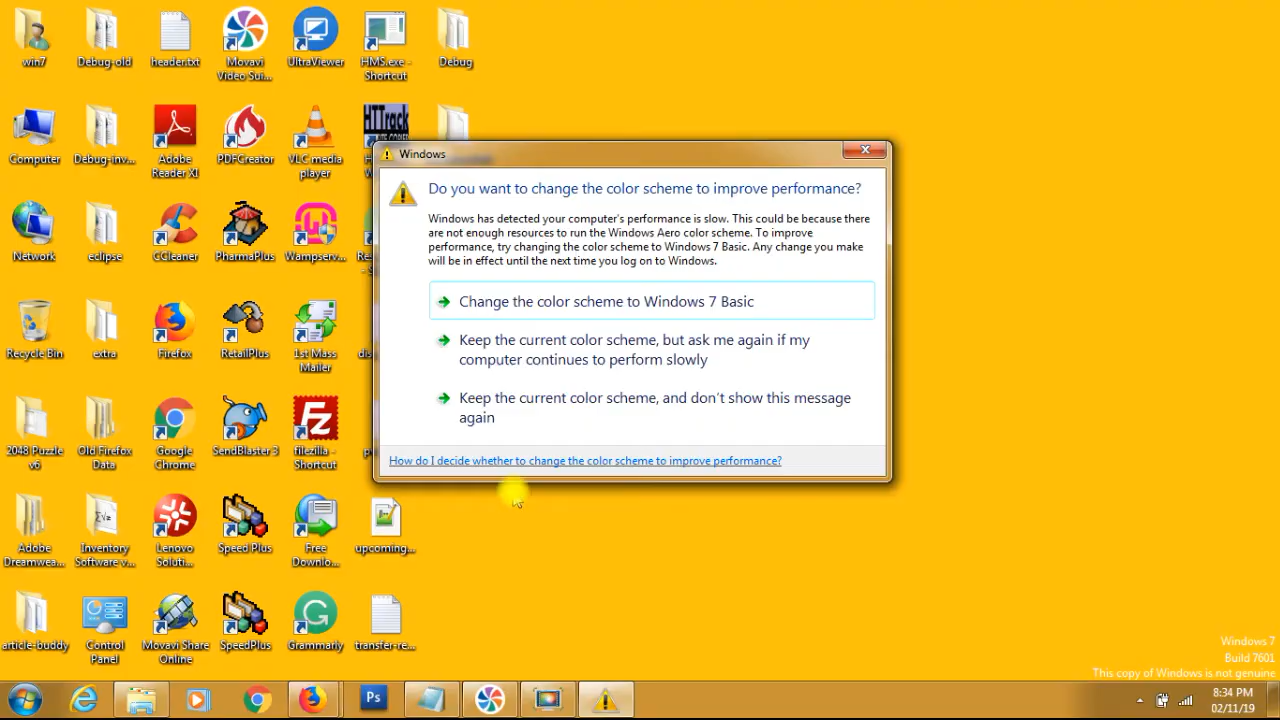 win7
Debug-old
header.txt
Movavi
Video Sui...
UltraViewer
HMS.exe -
Shortcut
Debug
Computer
Debug-inv...
Adobe
Reader XI
PDFCreator
VLC media
player
HTTrack
Network
eclipse
CCleaner
PharmaPlus
Wampserv...
Recycle Bin
extra
Firefox
RetailPlus
1st Mass
Mailer
2048 Puzzle
v6
Old Firefox
Data
Google
Chrome
SendBlaster 3
filezilla -
Shortcut
Adobe
Dreamwea...
Inventory
Software v...
Lenovo
Soluti...
Speed Plus
Free
Downlo...
upcoming...
article-buddy
Control
Panel
Movavi Share
Online
SpeedPlus
Grammarly
transfer-re...
Windows
Do you want to change the color scheme to improve performance?
Windows has detected your computer's performance is slow. This could be because there
are not enough resources to run the Windows Aero color scheme. To improve
performance, try changing the color scheme to Windows 7 Basic. Any change you make
will be in effect until the next time you log on to Windows.
Change the color scheme to Windows 7 Basic
Keep the current color scheme, but ask me again if my
computer continues to perform slowly
Keep the current color scheme, and don't show this message
again
How do I decide whether to change the color scheme to improve performance?
Windows 7
Build 7601
This copy of Windows is not genuine
Ps
8:34 PM
02/11/19